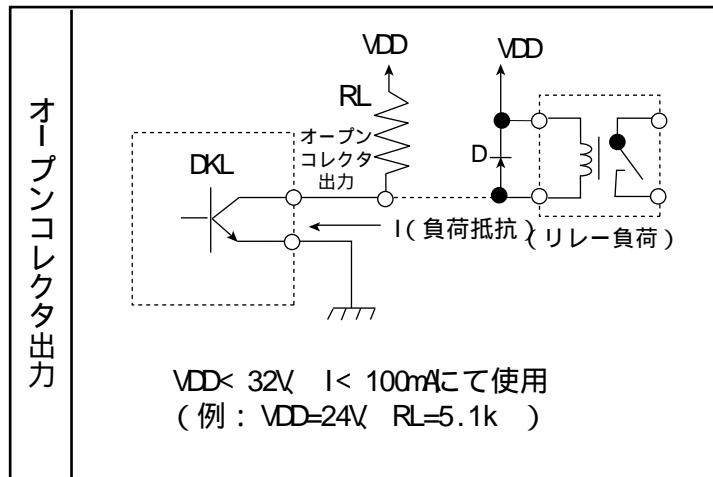 オープンコレクタ出力
VDD
VDD
RL
オープン
コレクタ
出力
DKL
D
I(負荷抵抗)
(リレー負荷)
VDD< 32V、 I< 100mAにて使用
(例: VDD=24V、 RL=5.1k )